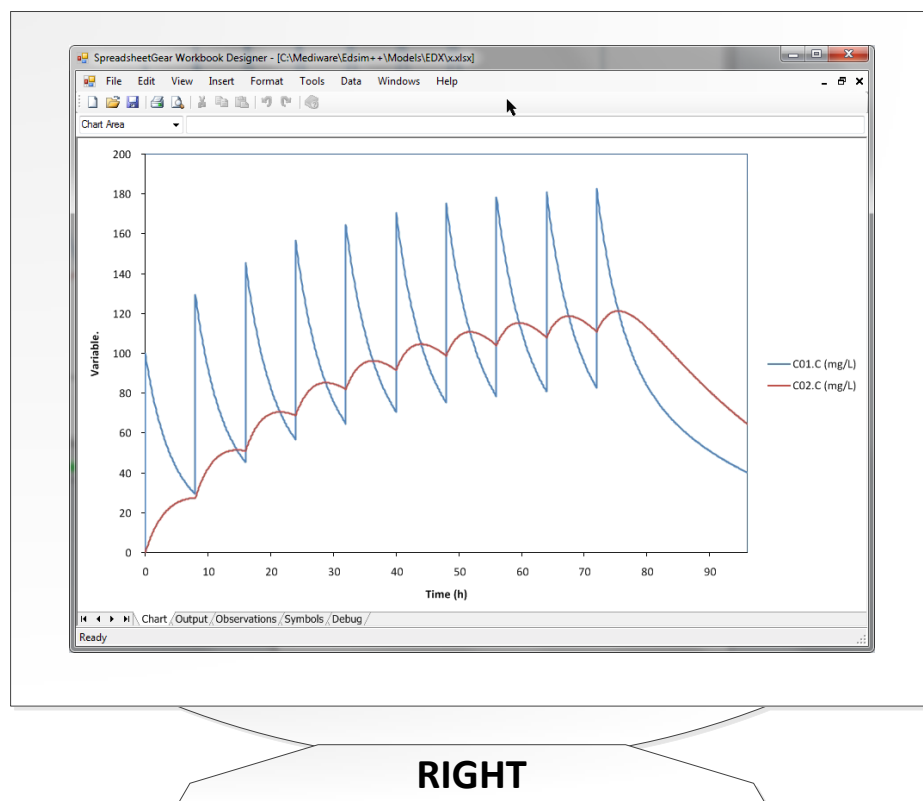 SpreadsheetGear Workbook Designer - [C:\Mediware\Edsim++\Models\EDX\x.xlsx]
File Edit View Insert Format Tools Data Windows Help
Chart Area
200
180
160
140
120
100
80
60
40
20
0
Variable.
C01.C (mg/L)
C02.C (mg/L)
0 10 20 30 40 50 60 70 80 90
Time (h)
Chart Output Observations Symbols Debug
Ready
RIGHT